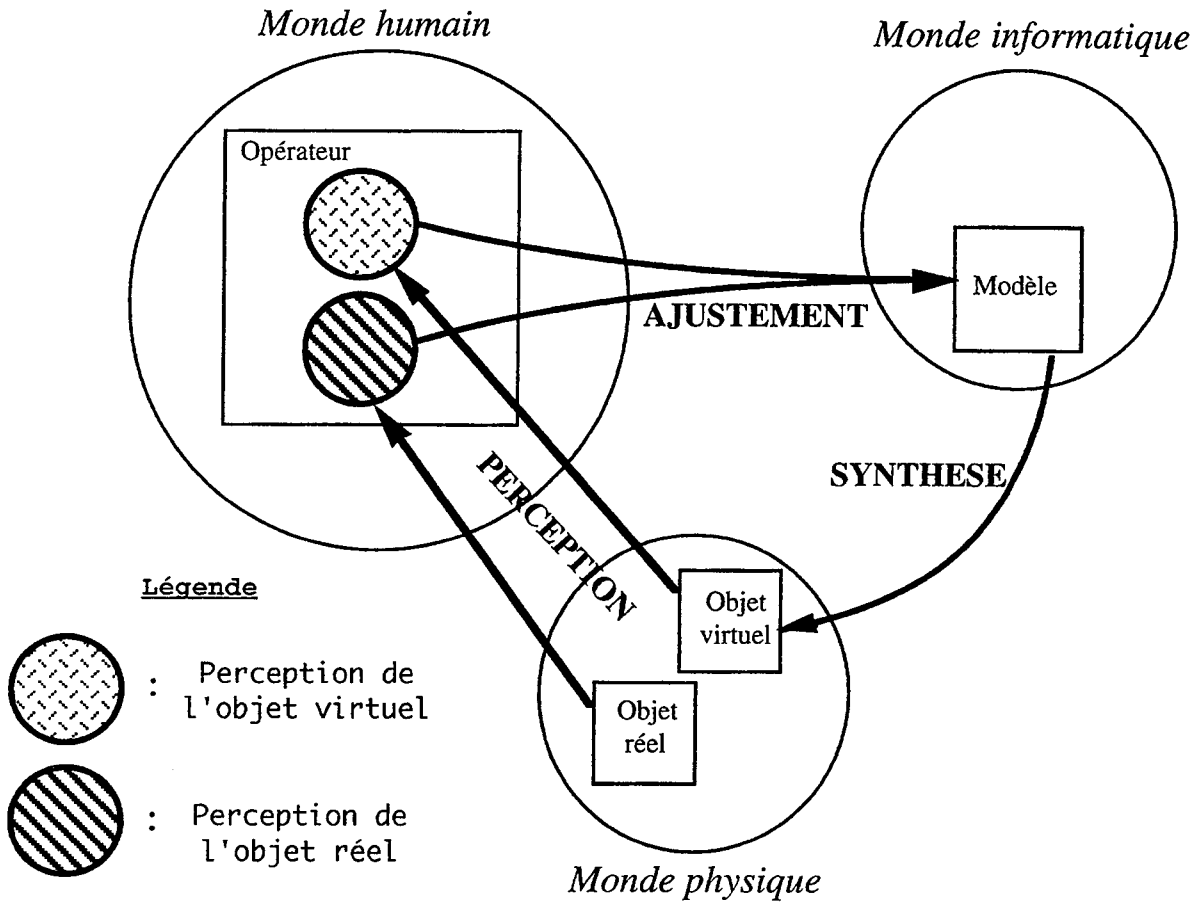 Monde humain
Monde informatique
Opérateur
Modèle
AJUSTEMENT
SYNTHESE
PERCEPTION
Objet
virtuel
Objet
réel
Légende
: Perception de
l'objet virtuel
: Perception de
l'objet réel
Monde physique